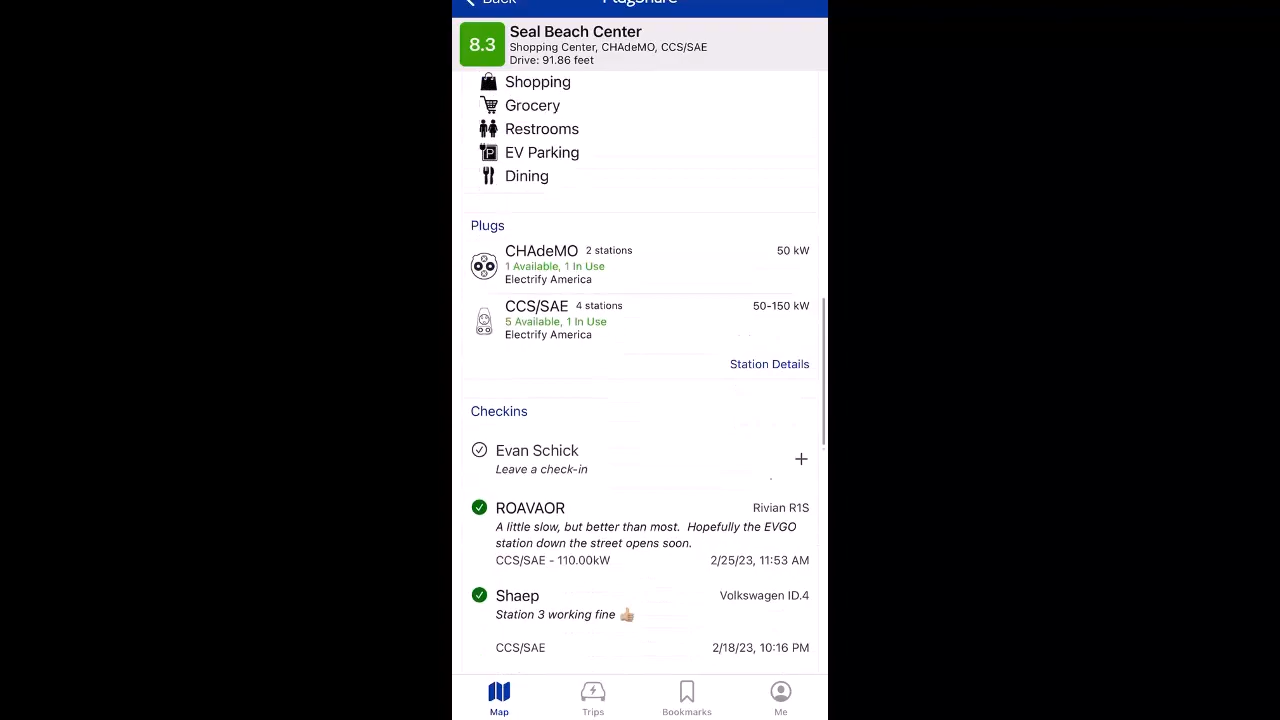 Back PlugShare
8.3
Seal Beach Center
Shopping Center, CHAdeMO, CCS/SAE
Drive: 91.86 feet
Shopping
Grocery
Restrooms
EV Parking
Dining
Plugs
CHAdeMO 2 stations 50 kW
1 Available, 1 In Use
Electrify America
CCS/SAE 4 stations 50-150 kW
5 Available, 1 In Use
Electrify America
Station Details
Checkins
Evan Schick
Leave a check-in
ROAVAOR Rivian R1S
A little slow, but better than most. Hopefully the EVGO
station down the street opens soon.
CCS/SAE - 110.00kW 2/25/23, 11:53 AM
Shaep Volkswagen ID.4
Station 3 working fine 👍🏼
CCS/SAE 2/18/23, 10:16 PM
Map Trips Bookmarks Me